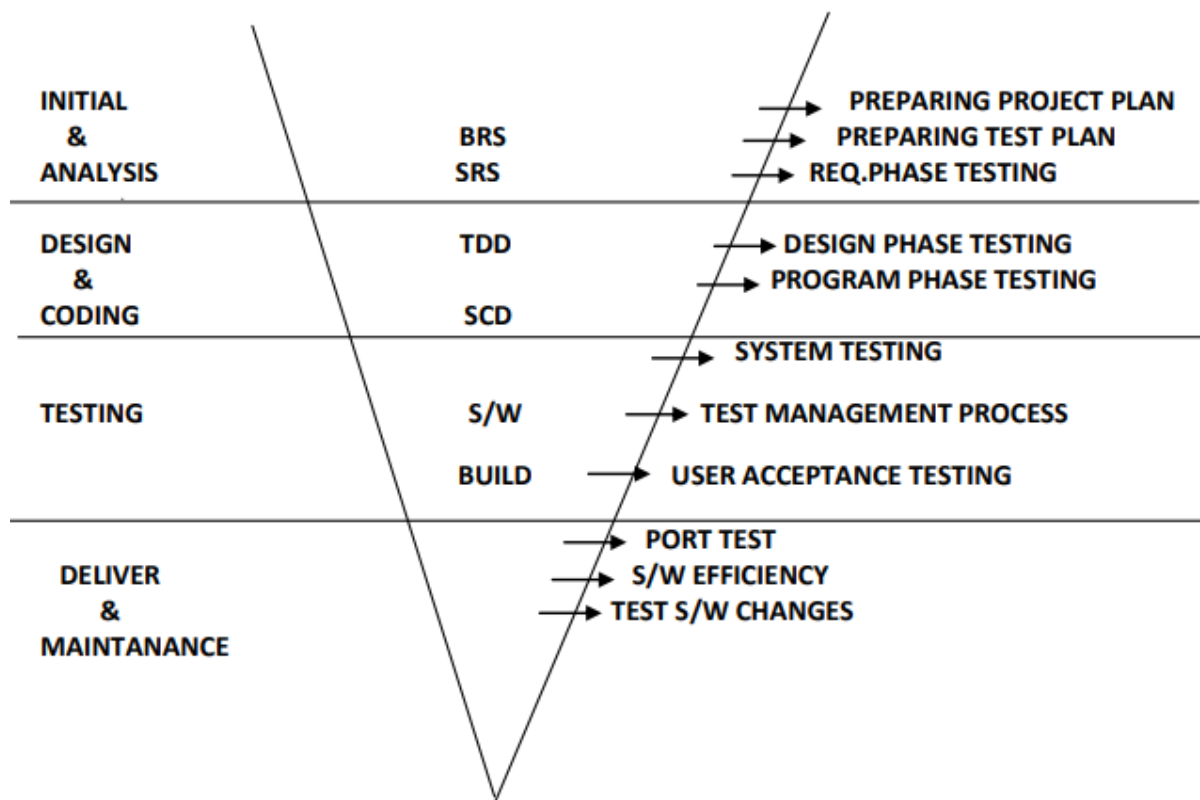 INITIAL
PREPARING PROJECT PLAN
& BRS PREPARING TEST PLAN
ANALYSIS SRS REQ.PHASE TESTING
DESIGN TDD DESIGN PHASE TESTING
& PROGRAM PHASE TESTING
CODING SCD
SYSTEM TESTING
TESTING S/W TEST MANAGEMENT PROCESS
BUILD USER ACCEPTANCE TESTING
PORT TEST
DELIVER S/W EFFICIENCY
& TEST S/W CHANGES
MAINTANANCE